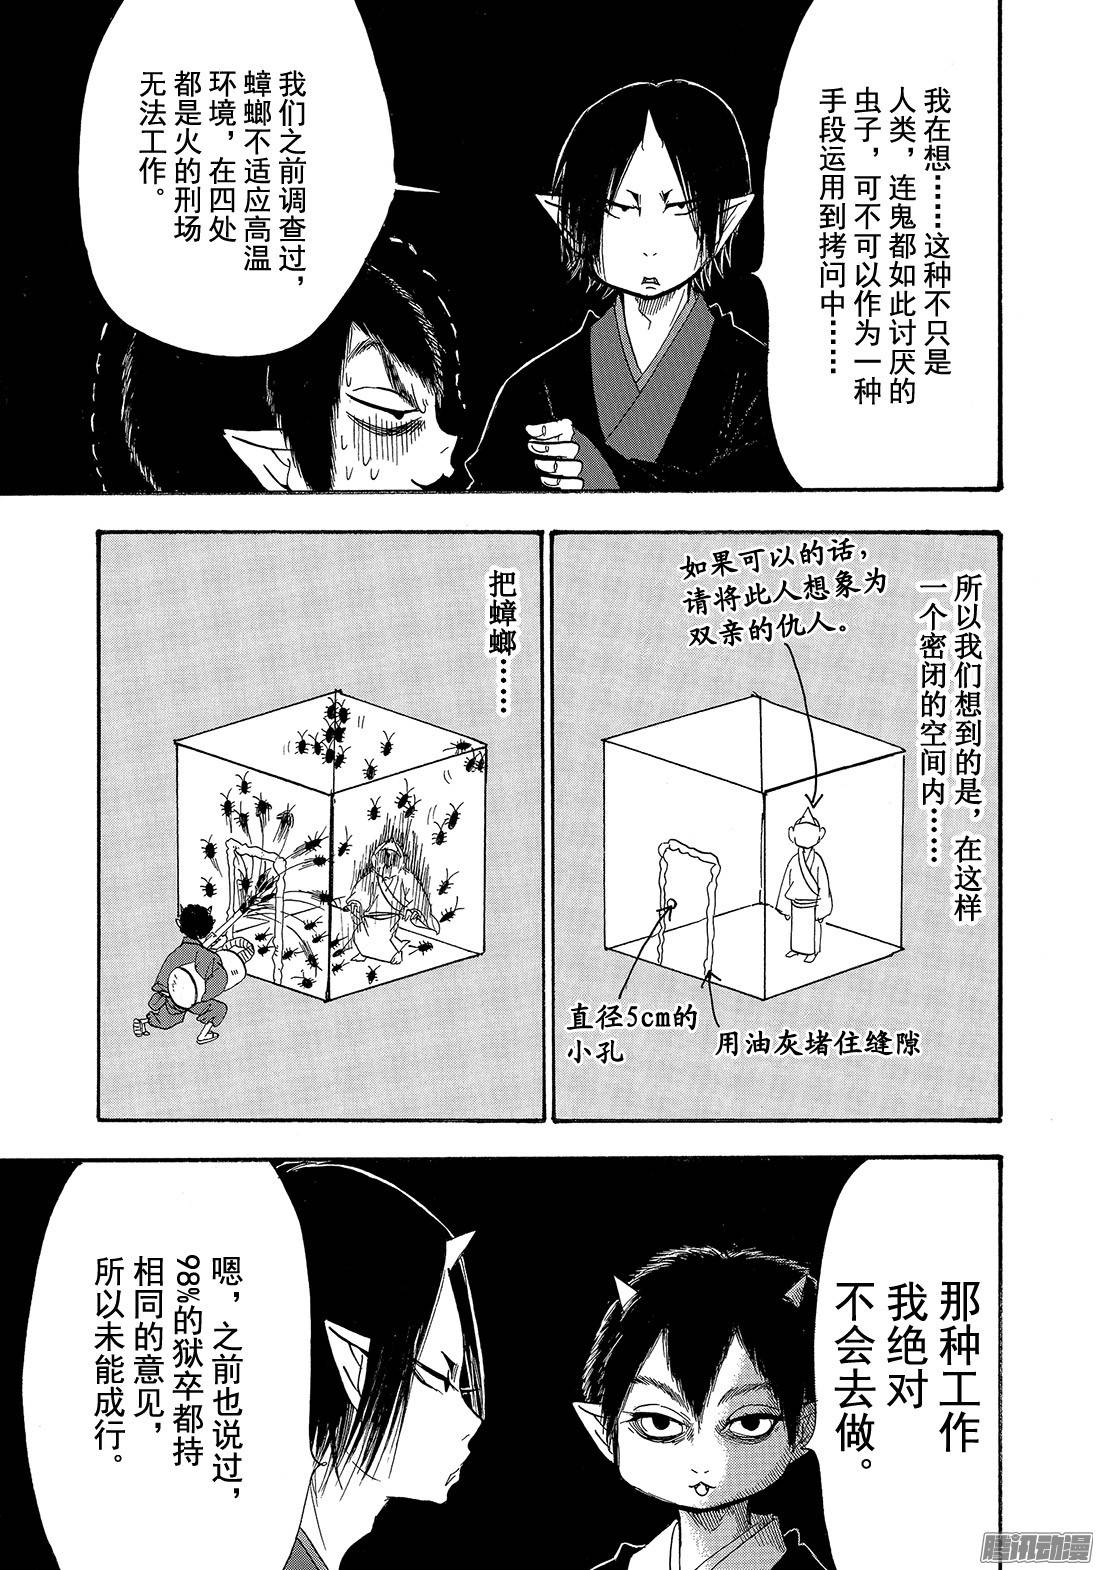 我在想……这种不只是
人类，连鬼都如此讨厌的
虫子，可不可以作为一种
手段运用到拷问中……
我们之前调查过，
蟑螂不适应高温
环境，在四处
都是火的刑场
无法工作。
所以我们想到的是，在这样
一个密闭的空间内……
如果可以的话，
请将此人想象为
双亲的仇人。
直径5cm的
小孔
用油灰堵住缝隙
把蟑螂……
那种工作
我绝对
不会去做。
嗯，之前也说过，
98%的狱卒都持
相同的意见，
所以未能成行。
腾讯动漫